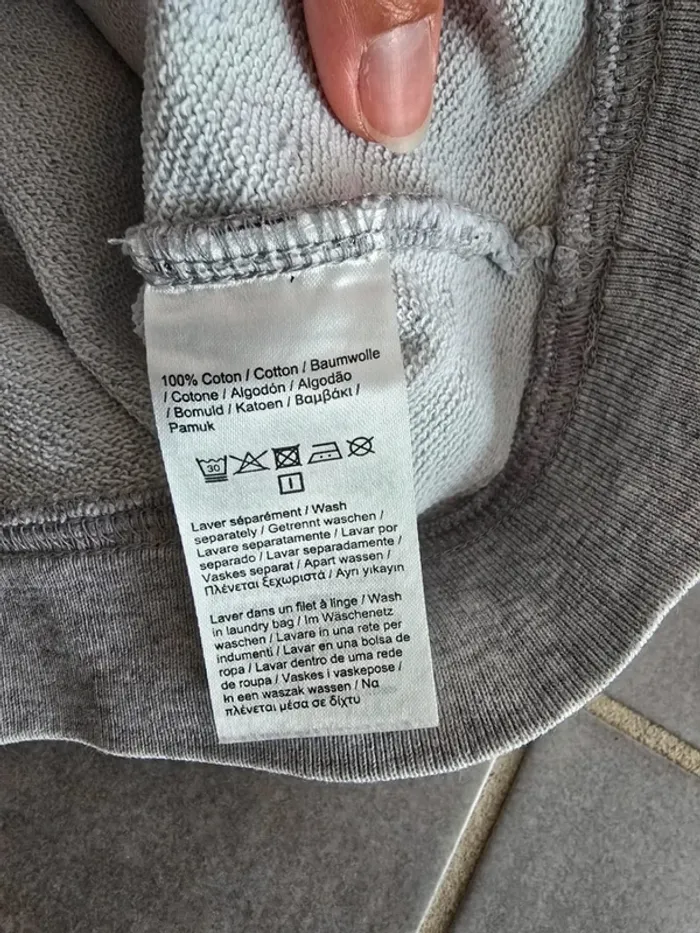 100% Coton / Cotton / Baumwolle
/ Cotone / Algodón / Algodão
/ Bomuld / Katoen / Βαμβάκι /
Pamuk
30
Laver séparément / Wash
separately / Getrennt waschen /
Lavare separatamente / Lavar por
separado / Lavar separadamente /
Vaskes separat / Apart wassen /
Πλένεται ξεχωριστά / Ayrı yıkayın
Laver dans un filet à linge / Wash
in laundry bag / Im Wäschenetz
waschen / Lavare in una rete per
indumenti / Lavar en una bolsa de
ropa / Lavar dentro de uma rede
de roupa / Vaskes i vaskepose /
In een waszak wassen / Να
πλένεται μέσα σε δίχτυ